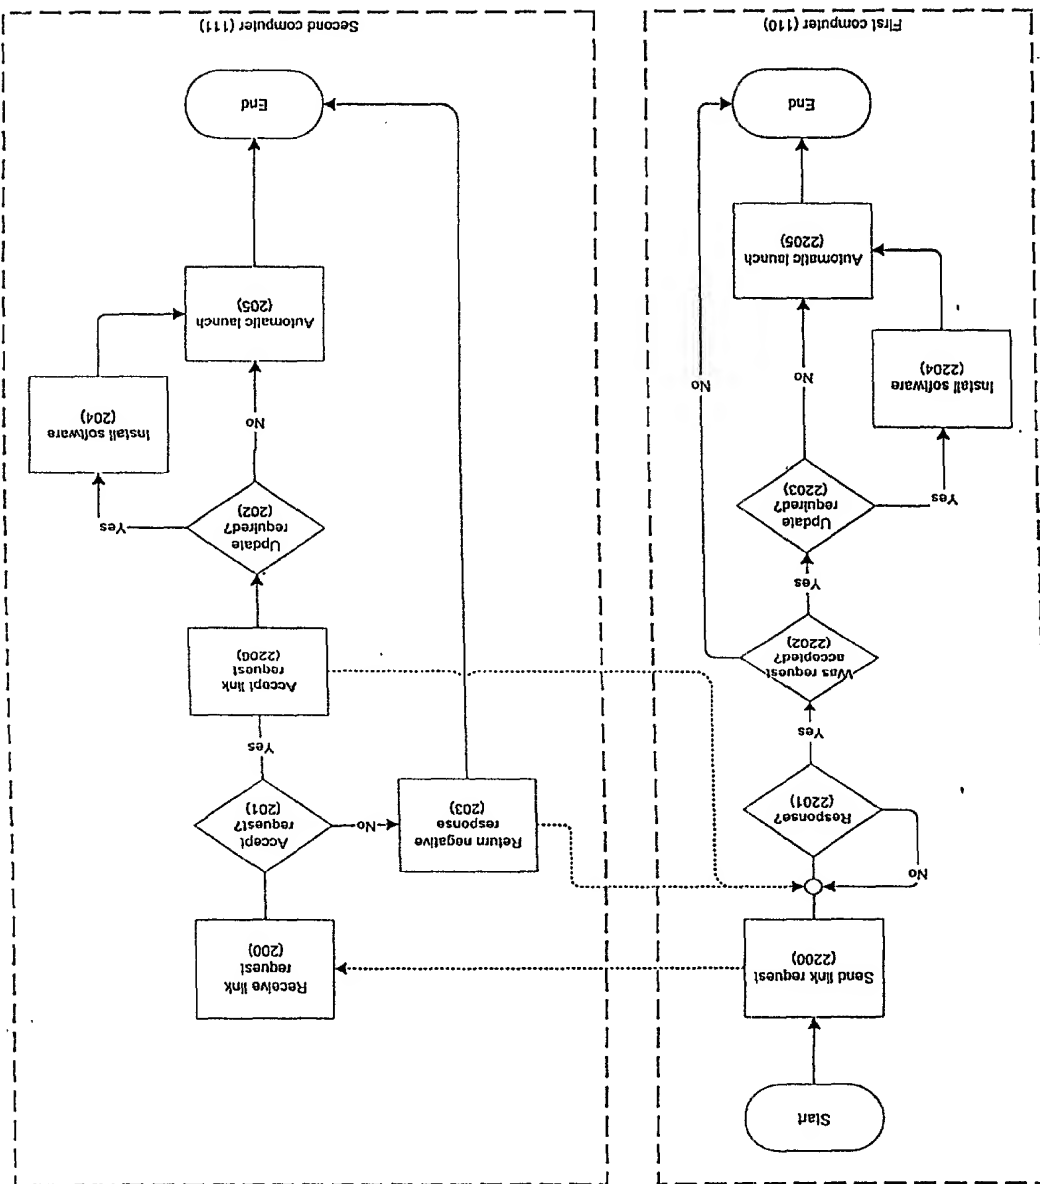 Start
Send link request
(2200)
No
Response?
(2201)
Yes
Was request
accepted?
(2202)
Yes
No
Update
required?
(2203)
Yes
No
Install software
(2204)
Automatic launch
(2205)
End
First computer (110)
Receive link
request
(200)
Accept
request?
(201)
No
Return negative
response
(203)
Yes
Accept link
request
(2206)
Update
required?
(202)
Yes
No
Install software
(204)
Automatic launch
(205)
End
Second computer (111)